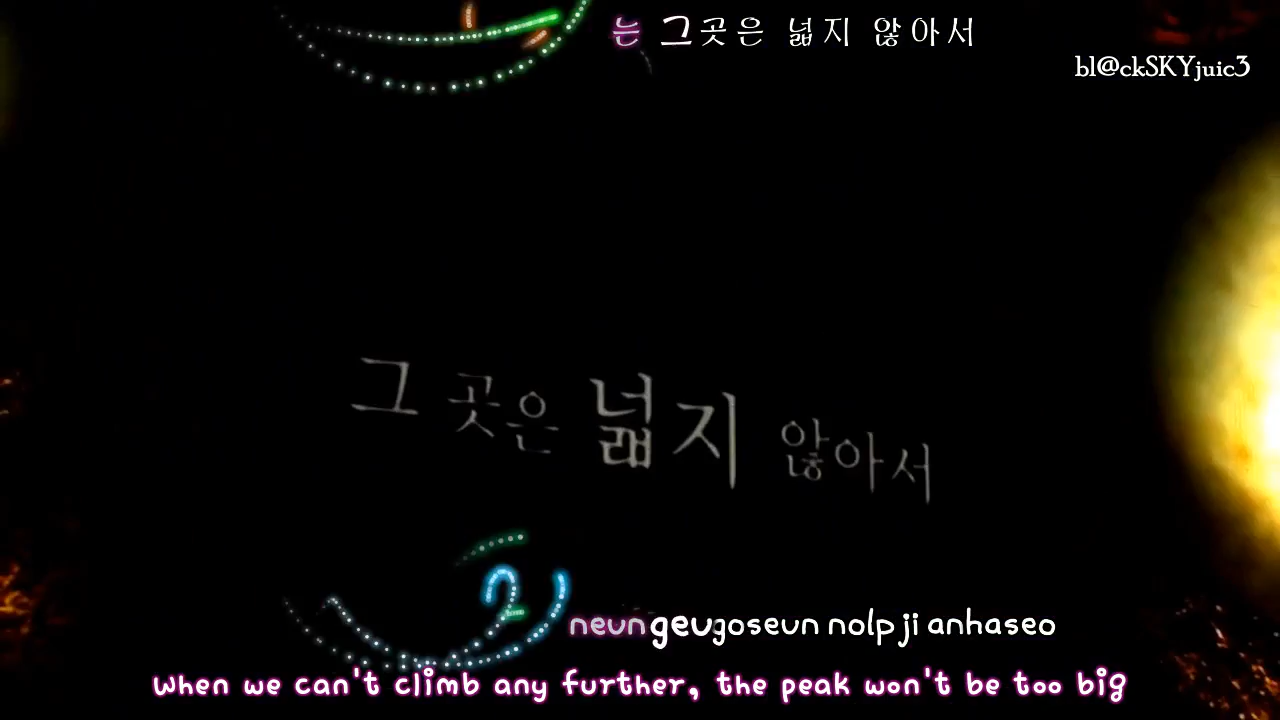 는 그곳은 넓지 않아서
bl@ckSKYjuic3
그 곳은 넓지 않아서
neungeugoseun nolp ji anhaseo
when we can't climb any further, the peak won't be too big